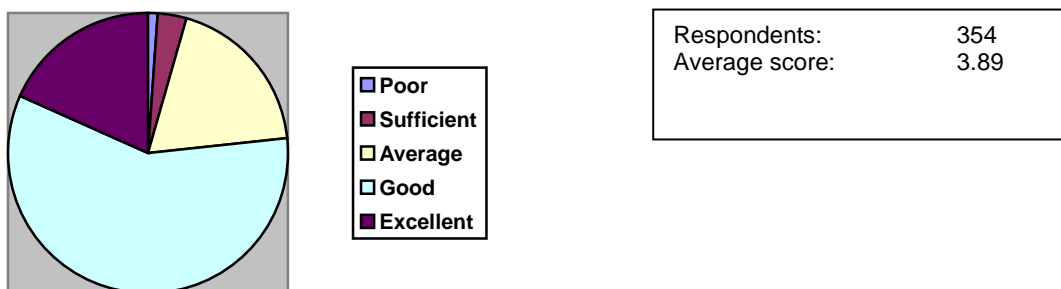 Poor
Sufficient
Average
Good
Excellent
Respondents: 354
Average score: 3.89